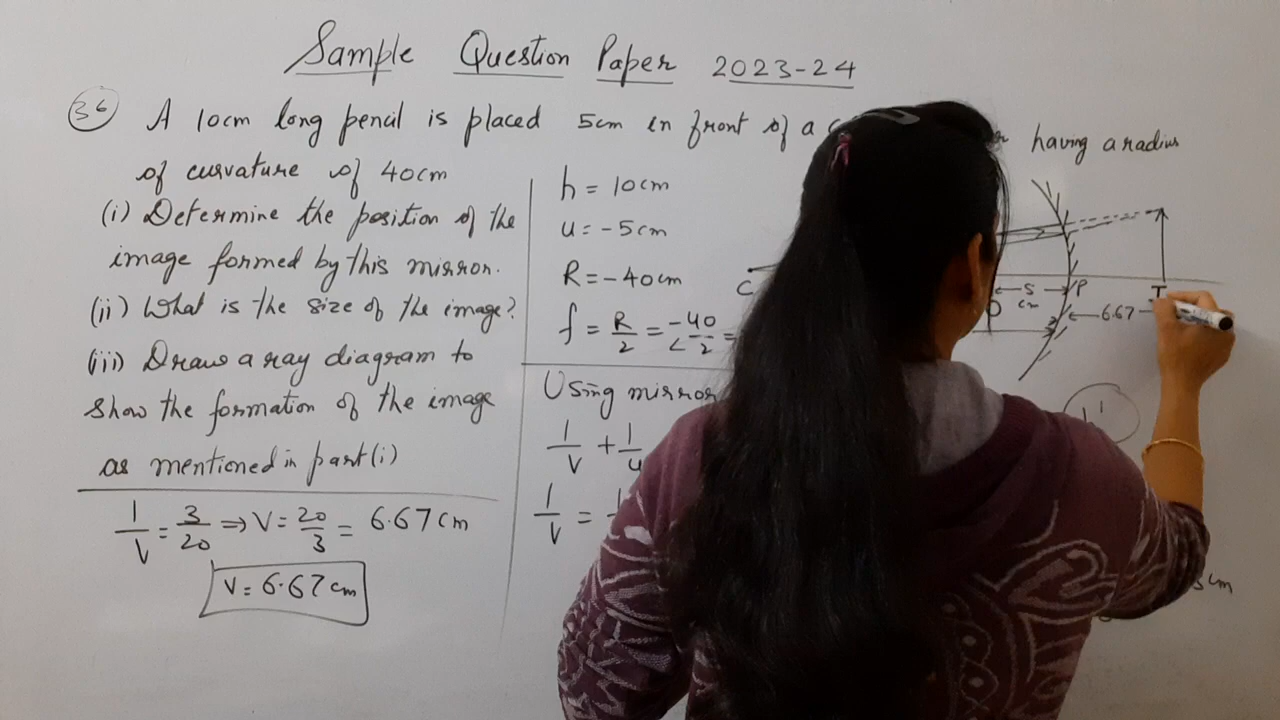 Sample Question Paper 2023-24
36 A 10cm long pencil is placed 5cm in front of a having a radius
of curvature of 40cm
(i) Determine the position of the
image formed by this mirror.
(ii) What is the size of the image?
(iii) Draw a ray diagram to
show the formation of the image
as mentioned in part(i)
1/V = 3/20 ⇒ V = 20/3 = 6.67cm
V = 6.67cm
h = 10cm
u = -5cm
R = -40cm
f = R/2 = -40/2 =
Using mirror
1/V + 1/u
1/V =
C
5
cm
P
6.67
cm